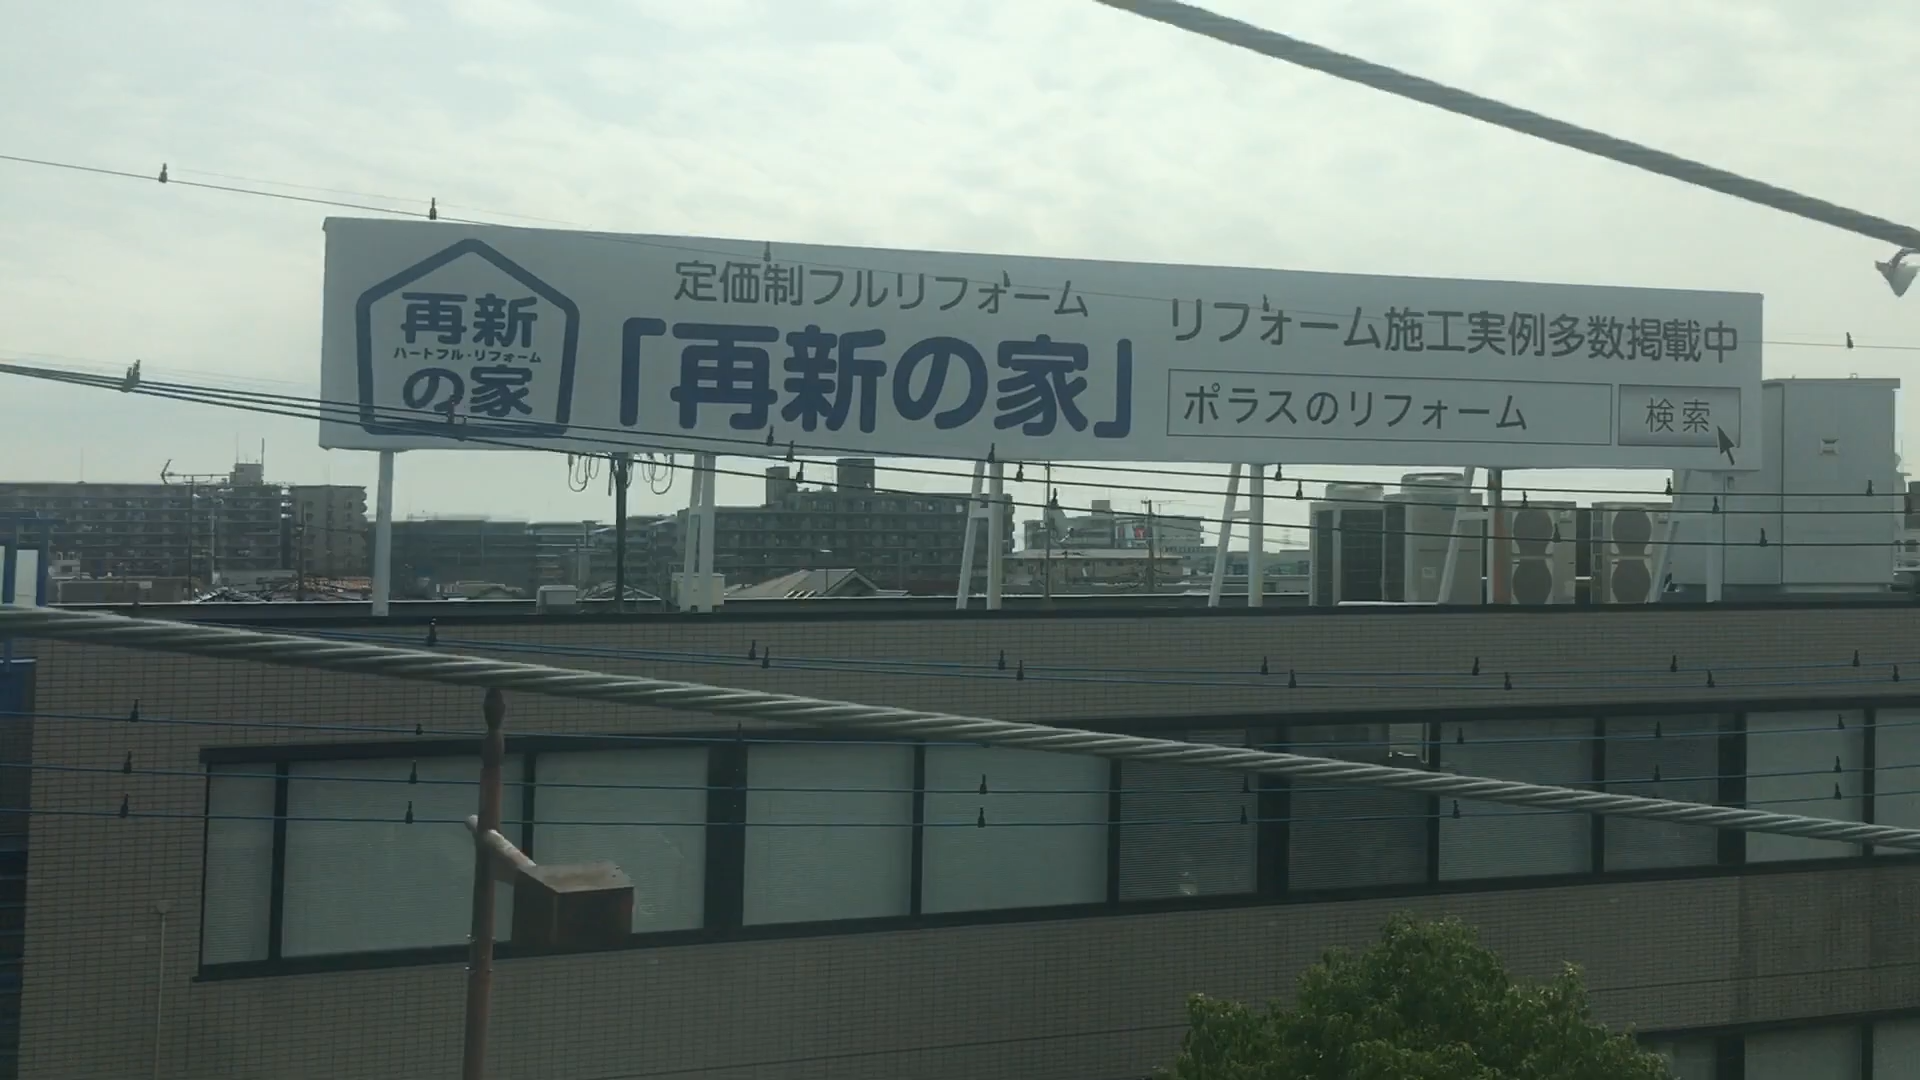 再新
ハートフル・リフォーム
の家
定価制フルリフォーム
「再新の家」
リフォーム施工実例多数掲載中
ポラスのリフォーム
検索